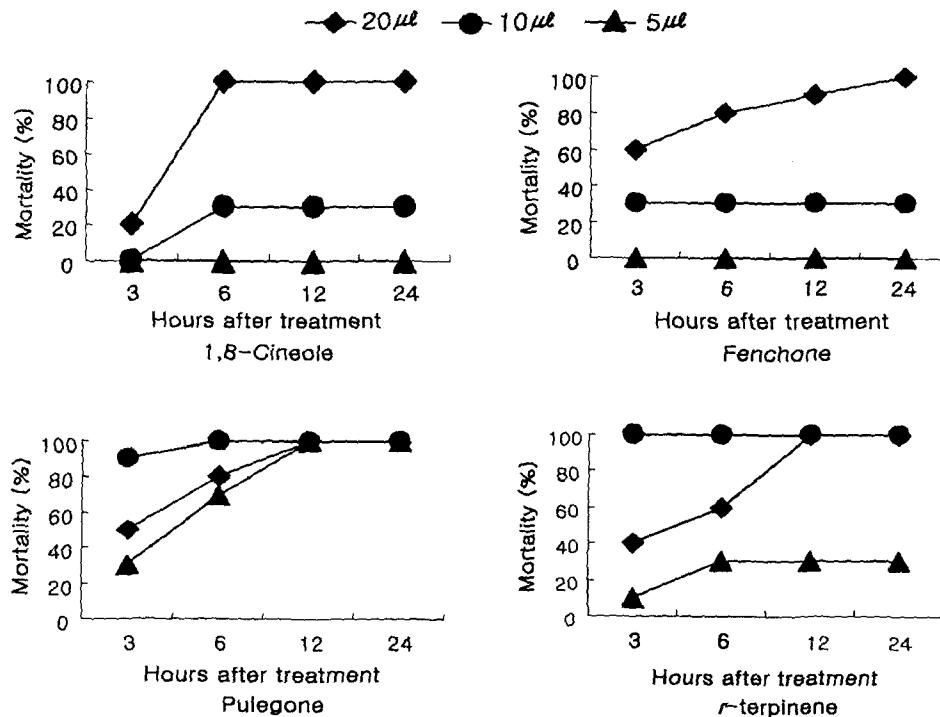 20㎕ 10㎕ 5㎕
Mortality (%)
100
80
60
40
20
0
3 6 12 24
Hours after treatment
1,8-Cineole
Mortality (%)
100
80
60
40
20
0
3 6 12 24
Hours after treatment
Fenchone
Mortality (%)
100
80
60
40
20
0
3 6 12 24
Hours after treatment
Pulegone
Mortality (%)
100
80
60
40
20
0
3 6 12 24
Hours after treatment
r-terpinene